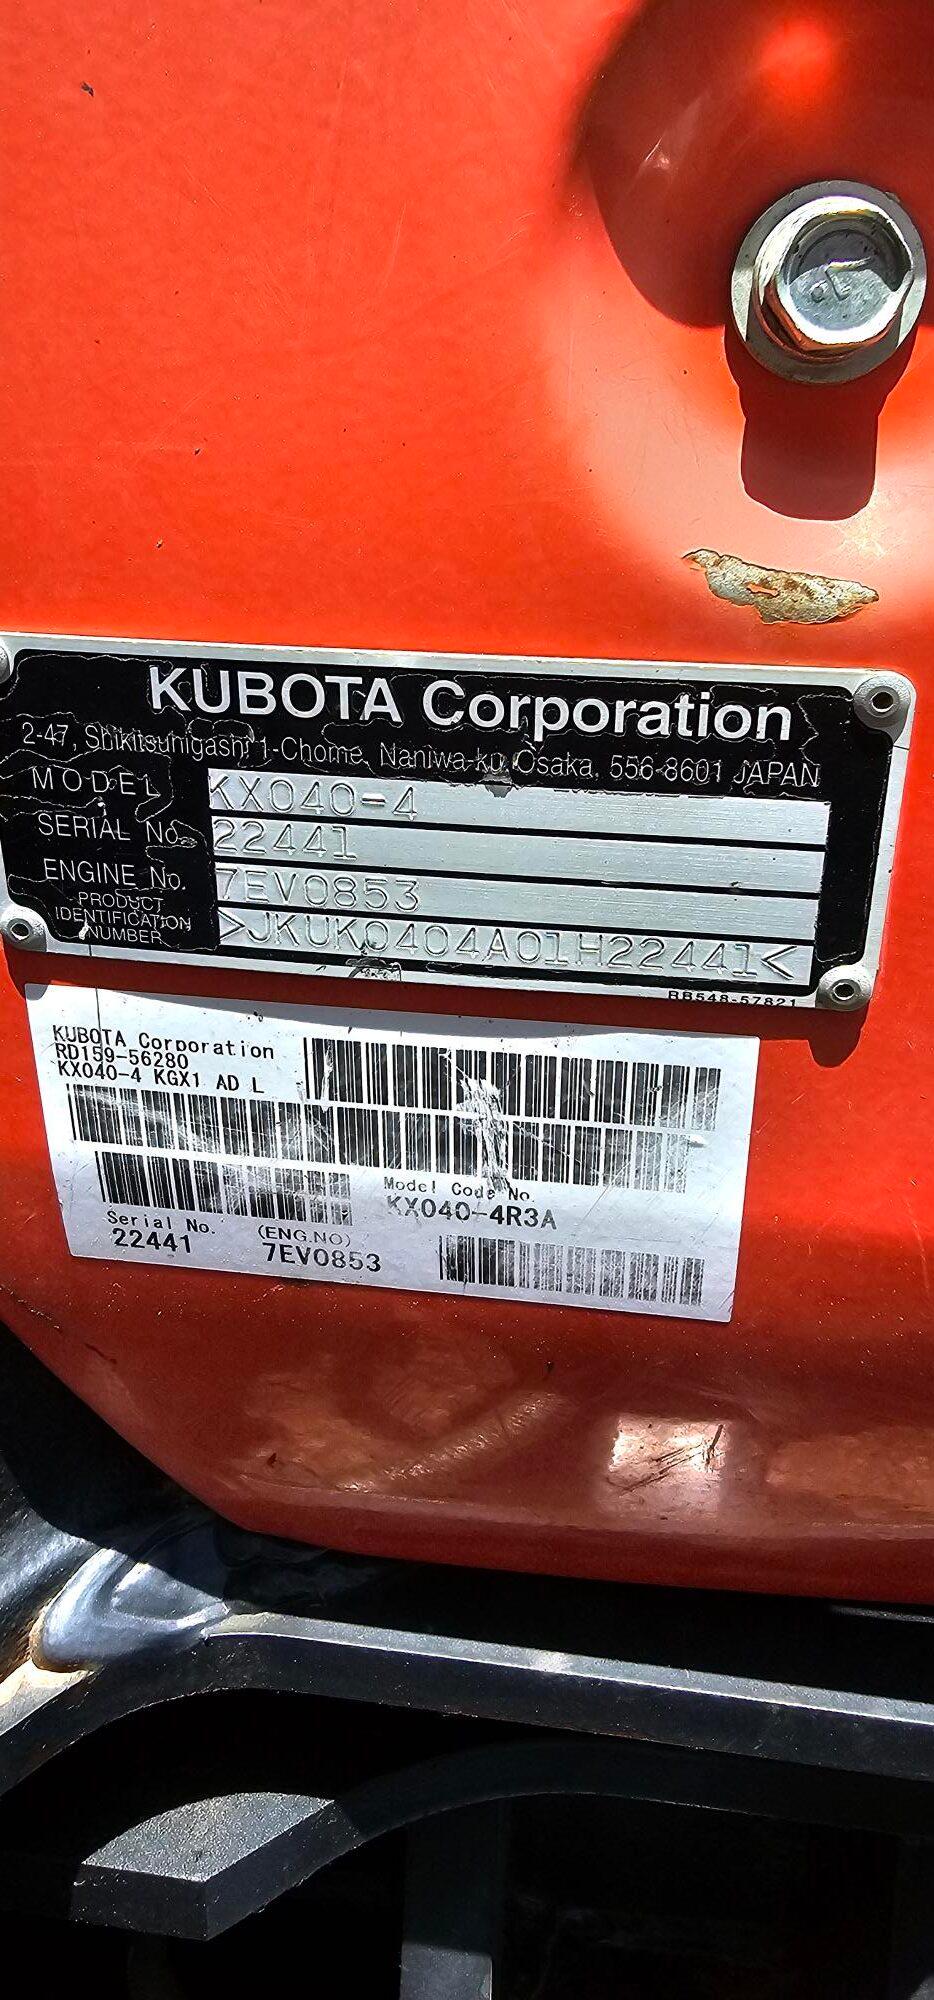 KUBOTA Corporation
2-47, Shikitsuhigashi 1-Chome, Naniwa-ku, Osaka, 556-8601 JAPAN
MODEL KX040-4
SERIAL No. 22441
ENGINE No. 7EV0853
PRODUCT
IDENTIFICATION
NUMBER >JKUK0404A01H22441<
RB548-57821
KUBOTA Corporation
RD159-56280
KX040-4 KGX1 AD L
Model Code No.
KX040-4R3A
Serial No. (ENG.NO)
22441 7EV0853